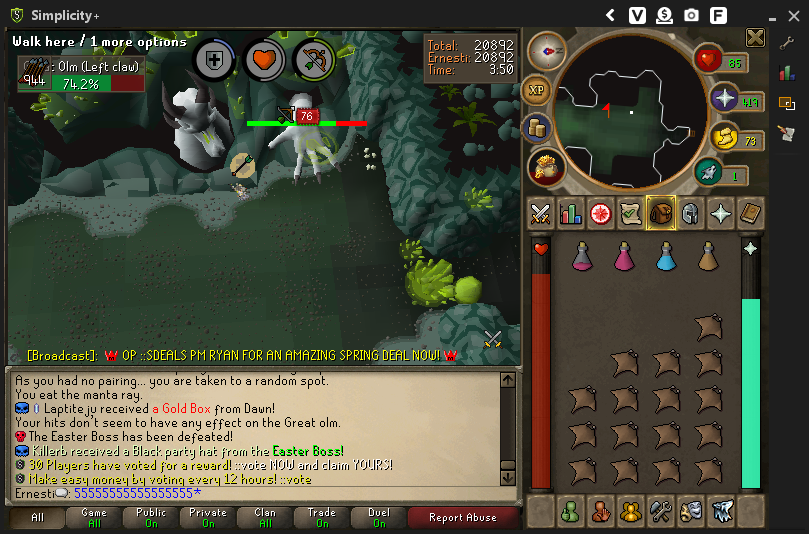 Simplicity+
V
F
Walk here / 1 more options
: Olm (Left claw)
944
74.2%
76
Total: 20892
Ernesti: 20892
Time: 3:50
N
XP
85
419
73
1
[Broadcast]: OP ::SDEALS PM RYAN FOR AN AMAZING SPRING DEAL NOW!
As you had no pairing... you are taken to a random spot.
You eat the manta ray.
Laptiteju received a Gold Box from Dawn!
Your hits don't seem to have any effect on the Great olm.
The Easter Boss has been defeated!
Killerb received a Black party hat from the Easter Boss!
30 Players have voted for a reward! ::vote NOW and claim YOURS!
Make easy money by voting every 12 hours! ::vote
Ernesti: 55555555555555555*
All
Game
All
Public
On
Private
On
Clan
All
Trade
On
Duel
On
Report Abuse